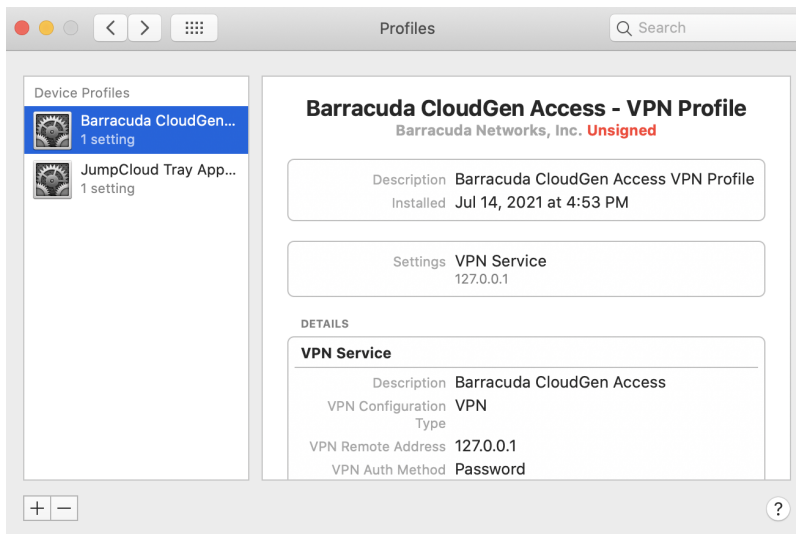 Profiles
Search
Device Profiles
Barracuda CloudGen...
1 setting
JumpCloud Tray App...
1 setting
Barracuda CloudGen Access - VPN Profile
Barracuda Networks, Inc. Unsigned
Description Barracuda CloudGen Access VPN Profile
Installed Jul 14, 2021 at 4:53 PM
Settings VPN Service
127.0.0.1
DETAILS
VPN Service
Description Barracuda CloudGen Access
VPN Configuration VPN
Type
VPN Remote Address 127.0.0.1
VPN Auth Method Password
+ −
?